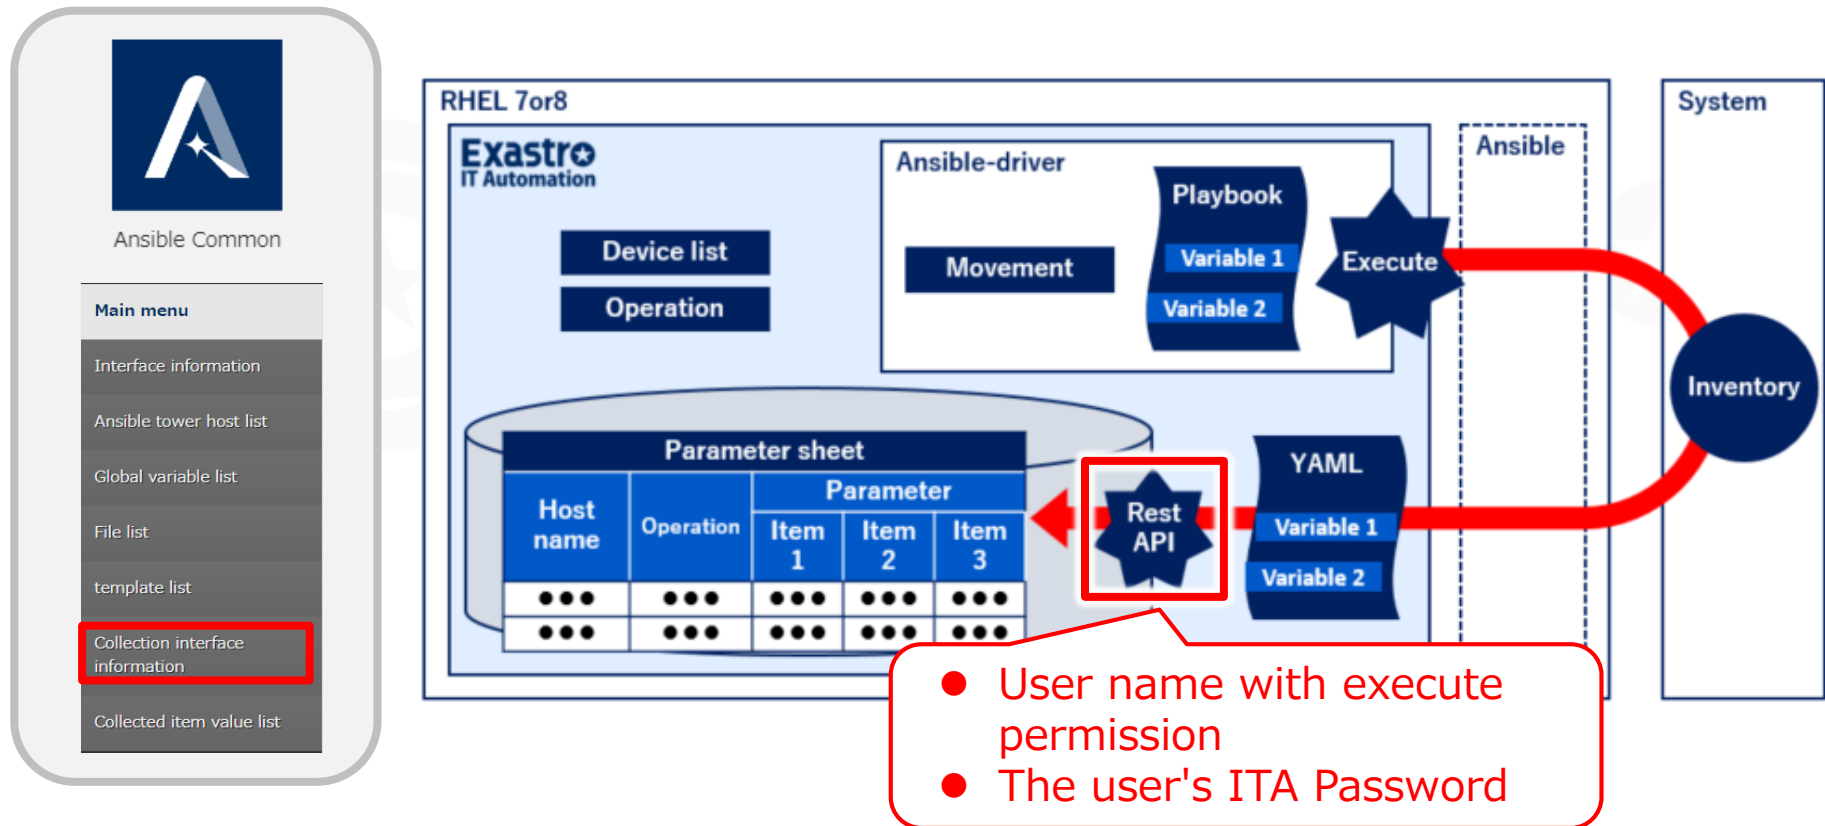 Ansible Common
Main menu
Interface information
Ansible tower host list
Global variable list
File list
template list
Collection interface
information
Collected item value list
RHEL 7or8
Exastro
IT Automation
Device list
Operation
Ansible-driver
Movement
Playbook
Variable 1
Variable 2
Execute
Ansible
System
Inventory
Parameter sheet
Host
name
Operation
Parameter
Item
1
Item
2
Item
3
●●● ●●● ●●● ●●● ●●●
●●● ●●● ●●● ●●● ●●●
Rest
API
YAML
Variable 1
Variable 2
● User name with execute
permission
● The user's ITA Password